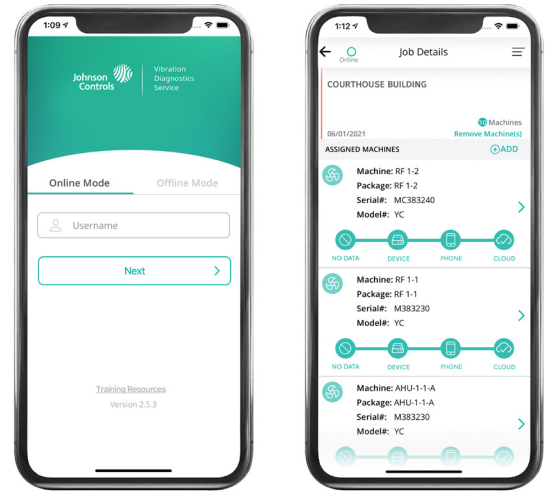 1:09
Johnson
Controls
Vibration
Diagnostics
Service
Online Mode
Offline Mode
Username
Next
Training Resources
Version 2.5.3
1:12
Online
Job Details
COURTHOUSE BUILDING
30 Machines
06/01/2021
Remove Machine(s)
ASSIGNED MACHINES
ADD
Machine: RF 1-2
Package: RF 1-2
Serial#: MC383240
Model#: YC
NO DATA DEVICE PHONE CLOUD
Machine: RF 1-1
Package: RF 1-1
Serial#: M383230
Model#: YC
NO DATA DEVICE PHONE CLOUD
Machine: AHU-1-1-A
Package: AHU-1-1-A
Serial#: M383230
Model#: YC